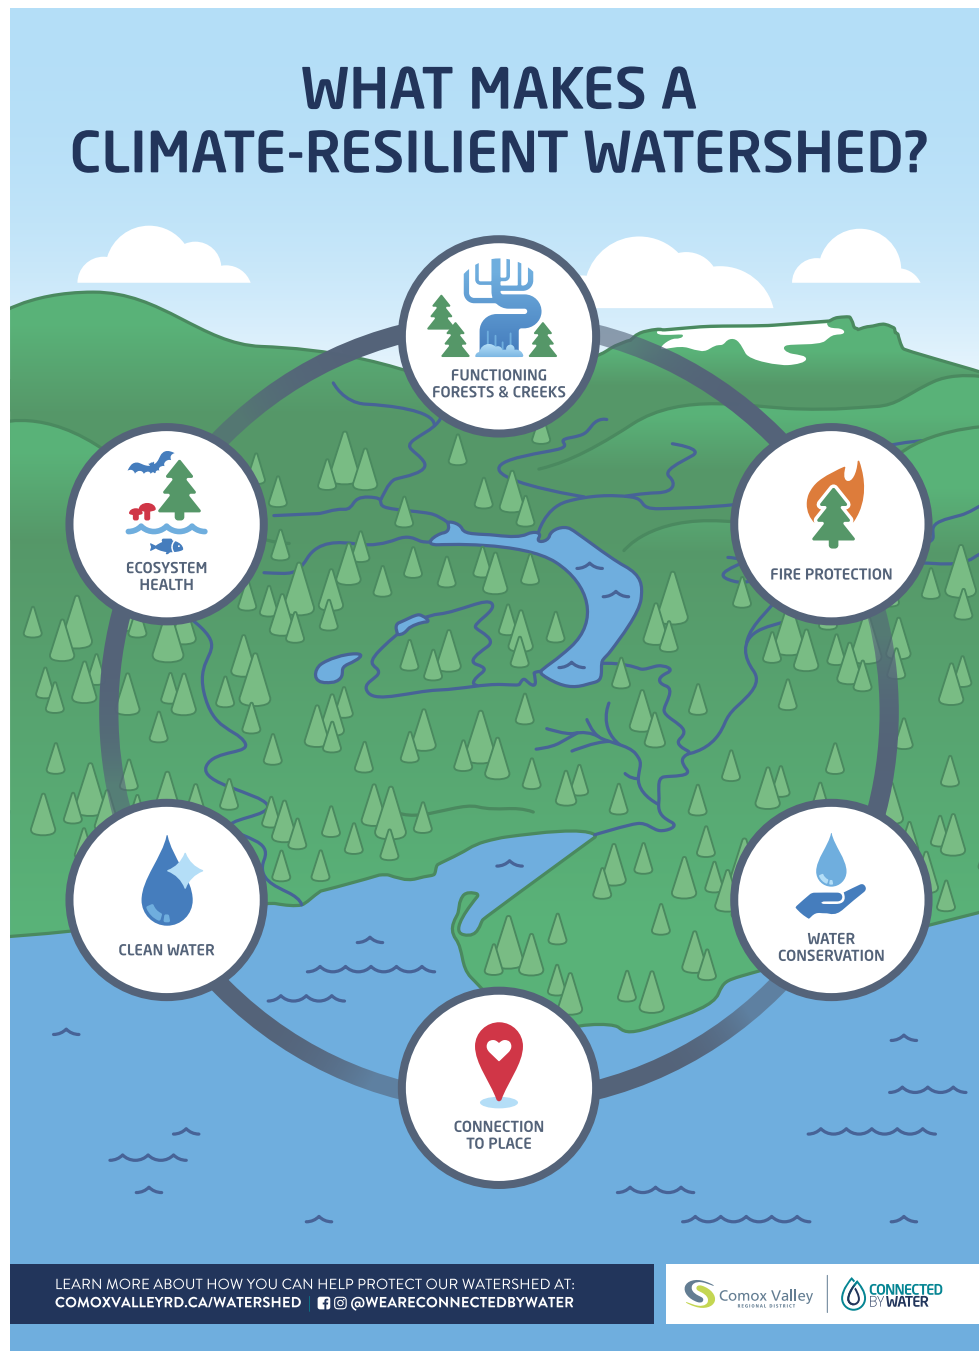 WHAT MAKES A
CLIMATE-RESILIENT WATERSHED?
FUNCTIONING
FORESTS & CREEKS
ECOSYSTEM
HEALTH
FIRE PROTECTION
CLEAN WATER
WATER
CONSERVATION
CONNECTION
TO PLACE
LEARN MORE ABOUT HOW YOU CAN HELP PROTECT OUR WATERSHED AT:
COMOXVALLEYRD.CA/WATERSHED | @WEARECONNECTEDBYWATER
Comox Valley
REGIONAL DISTRICT
CONNECTED
BY WATER